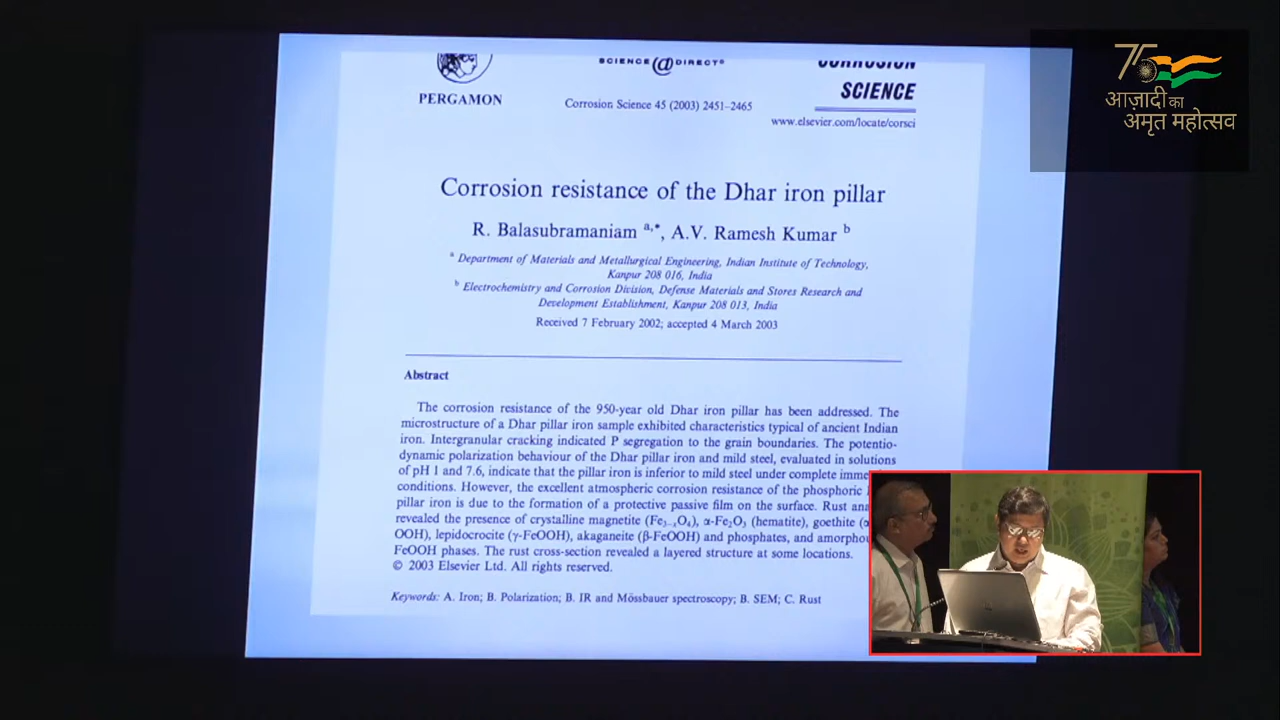 SCIENCE @ DIRECT®
CORROSION
PERGAMON
SCIENCE
Corrosion Science 45 (2003) 2451–2465
www.elsevier.com/locate/corsci
75
आज़ादी का
अमृत महोत्सव
Corrosion resistance of the Dhar iron pillar
R. Balasubramaniam a,*, A.V. Ramesh Kumar b
a Department of Materials and Metallurgical Engineering, Indian Institute of Technology,
Kanpur 208 016, India
b Electrochemistry and Corrosion Division, Defense Materials and Stores Research and
Development Establishment, Kanpur 208 013, India
Received 7 February 2002; accepted 4 March 2003
Abstract
The corrosion resistance of the 950-year old Dhar iron pillar has been addressed. The
microstructure of a Dhar pillar iron sample exhibited characteristics typical of ancient Indian
iron. Intergranular cracking indicated P segregation to the grain boundaries. The potentio-
dynamic polarization behaviour of the Dhar pillar iron and mild steel, evaluated in solutions
of pH 1 and 7.6, indicate that the pillar iron is inferior to mild steel under complete
conditions. However, the excellent atmospheric corrosion resistance of the phosphoric
pillar iron is due to the formation of a protective passive film on the surface. Rust
revealed the presence of crystalline magnetite (Fe₃₋ₓO₄), α-Fe₂O₃ (hematite), goethite (α
OOH), lepidocrocite (γ-FeOOH), akaganeite (β-FeOOH) and phosphates, and
FeOOH phases. The rust cross-section revealed a layered structure at some locations.
© 2003 Elsevier Ltd. All rights reserved.
Keywords: A. Iron; B. Polarization; B. IR and Mössbauer spectroscopy; B. SEM; C. Rust